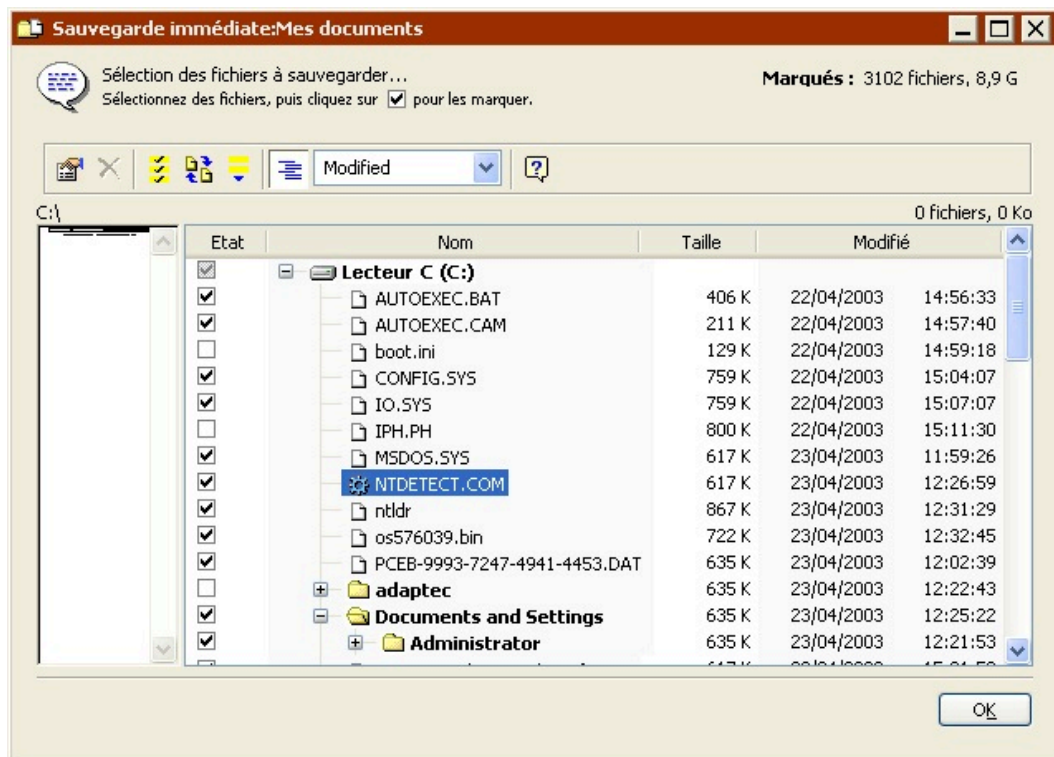 Sauvegarde immédiate:Mes documents
Sélection des fichiers à sauvegarder...
Marqués : 3102 fichiers, 8,9 G
Sélectionnez des fichiers, puis cliquez sur pour les marquer.
Modified
C:\ 0 fichiers, 0 Ko
Etat Nom Taille Modifié
Lecteur C (C:)
AUTOEXEC.BAT 406 K 22/04/2003 14:56:33
AUTOEXEC.CAM 211 K 22/04/2003 14:57:40
boot.ini 129 K 22/04/2003 14:59:18
CONFIG.SYS 759 K 22/04/2003 15:04:07
IO.SYS 759 K 22/04/2003 15:07:07
IPH.PH 800 K 22/04/2003 15:11:30
MSDOS.SYS 617 K 23/04/2003 11:59:26
NTDETECT.COM 617 K 23/04/2003 12:26:59
ntldr 867 K 23/04/2003 12:31:29
os576039.bin 722 K 23/04/2003 12:32:45
PCEB-9993-7247-4941-4453.DAT 635 K 23/04/2003 12:02:39
adaptec 635 K 23/04/2003 12:22:43
Documents and Settings 635 K 23/04/2003 12:25:22
Administrator 635 K 23/04/2003 12:21:53
OK